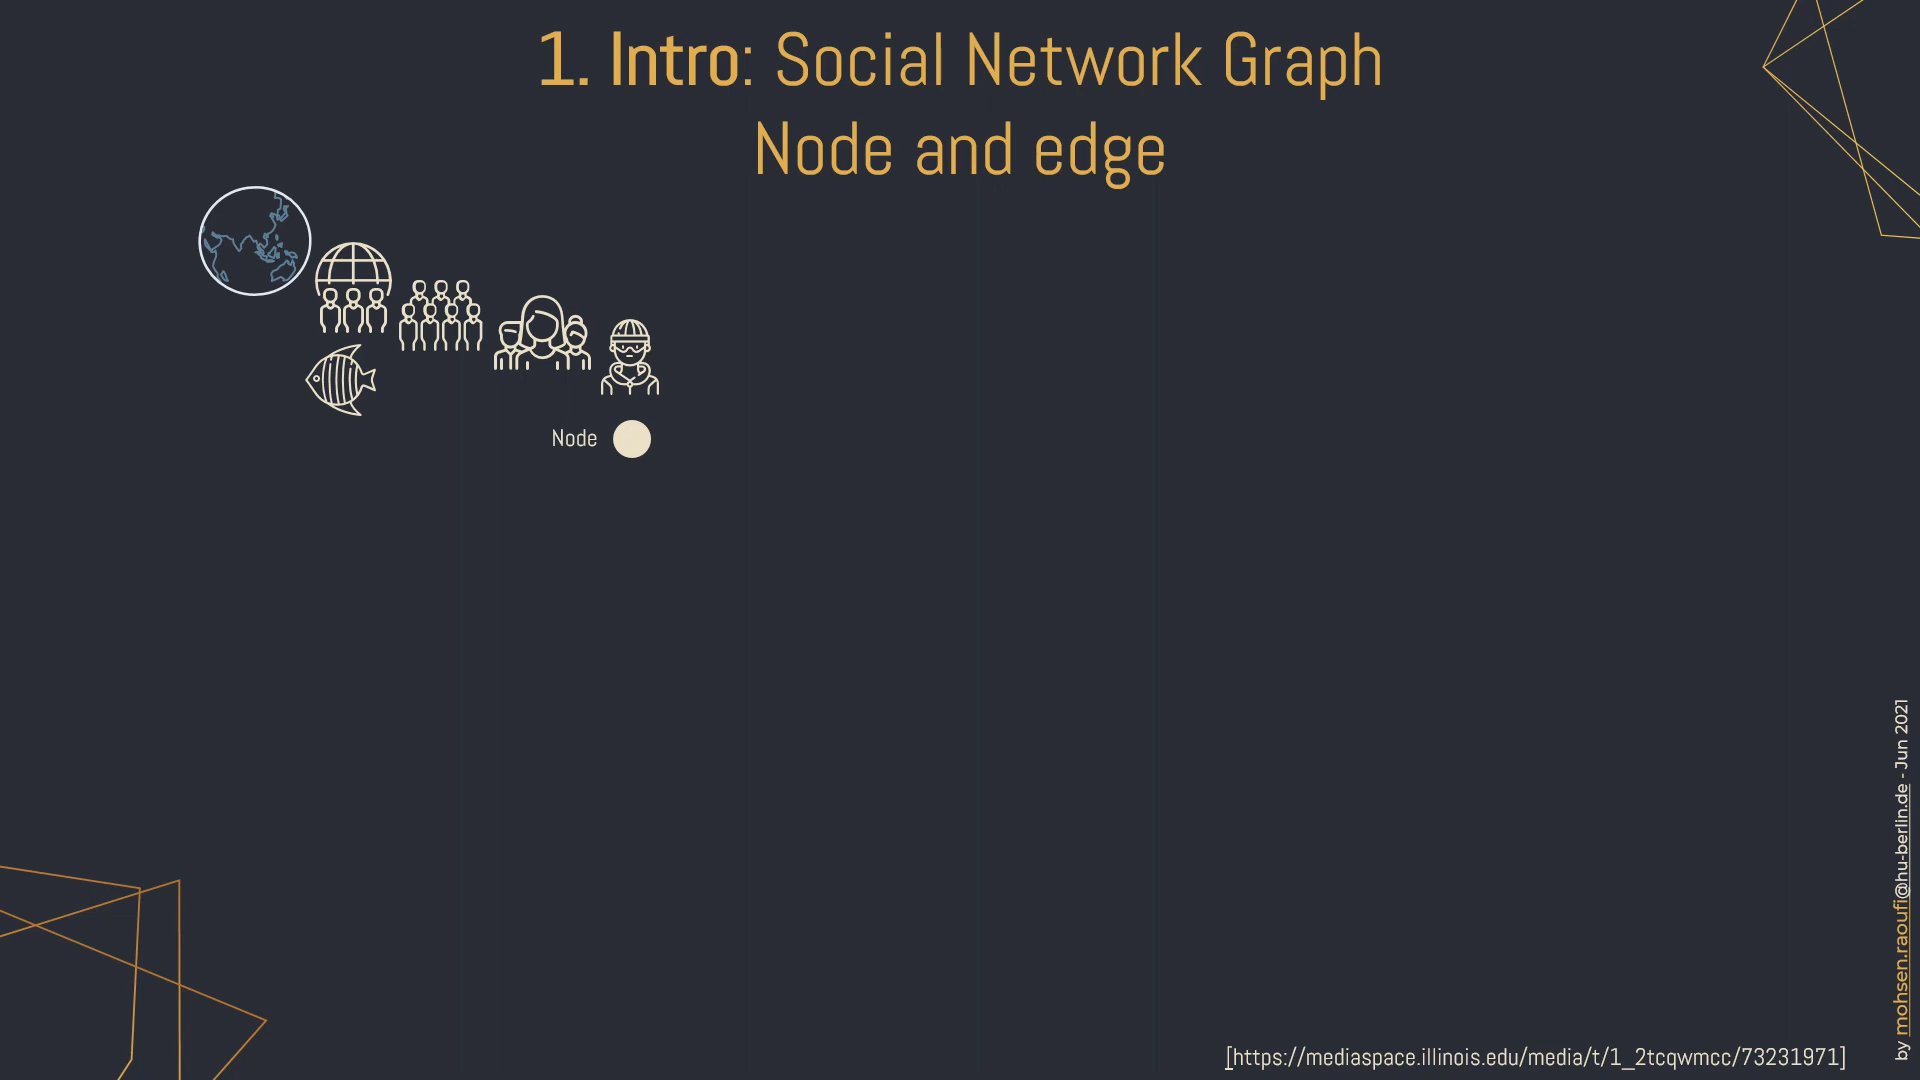 1. Intro: Social Network Graph
Node and edge
Node
by mohsen.raoufi@hu-berlin.de - Jun 2021
[https://mediaspace.illinois.edu/media/t/1_2tcqwmcc/73231971]